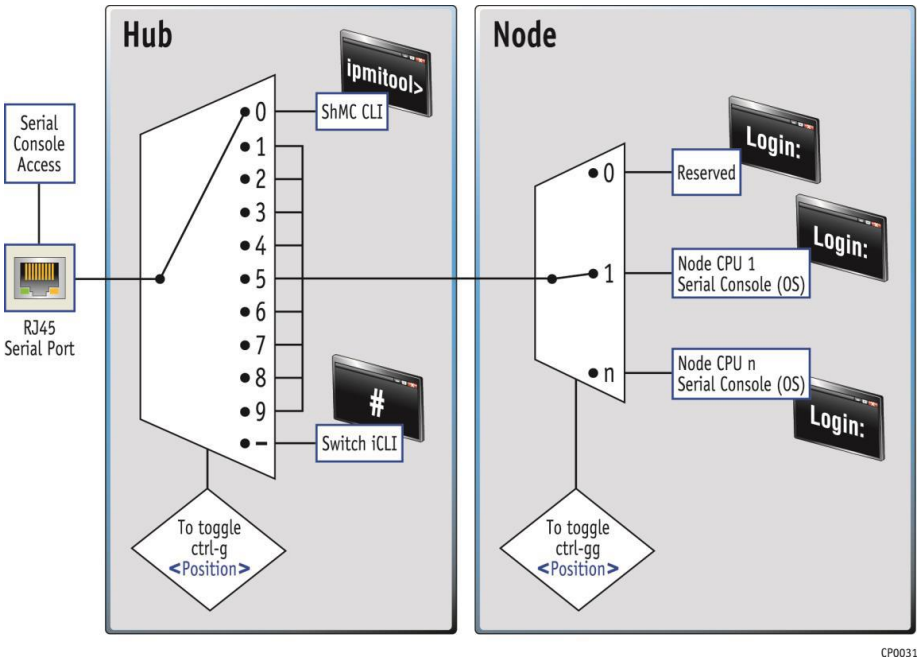 Hub
Node
ipmitool>
Serial
Console
Access
RJ45
Serial Port
0
ShMC CLI
1
2
3
4
5
6
7
8
9
-
#
Switch iCLI
To toggle
ctrl-g
<Position>
0
Reserved
Login:
1
Node CPU 1
Serial Console (OS)
Login:
n
Node CPU n
Serial Console (OS)
Login:
To toggle
ctrl-gg
<Position>
CP0031